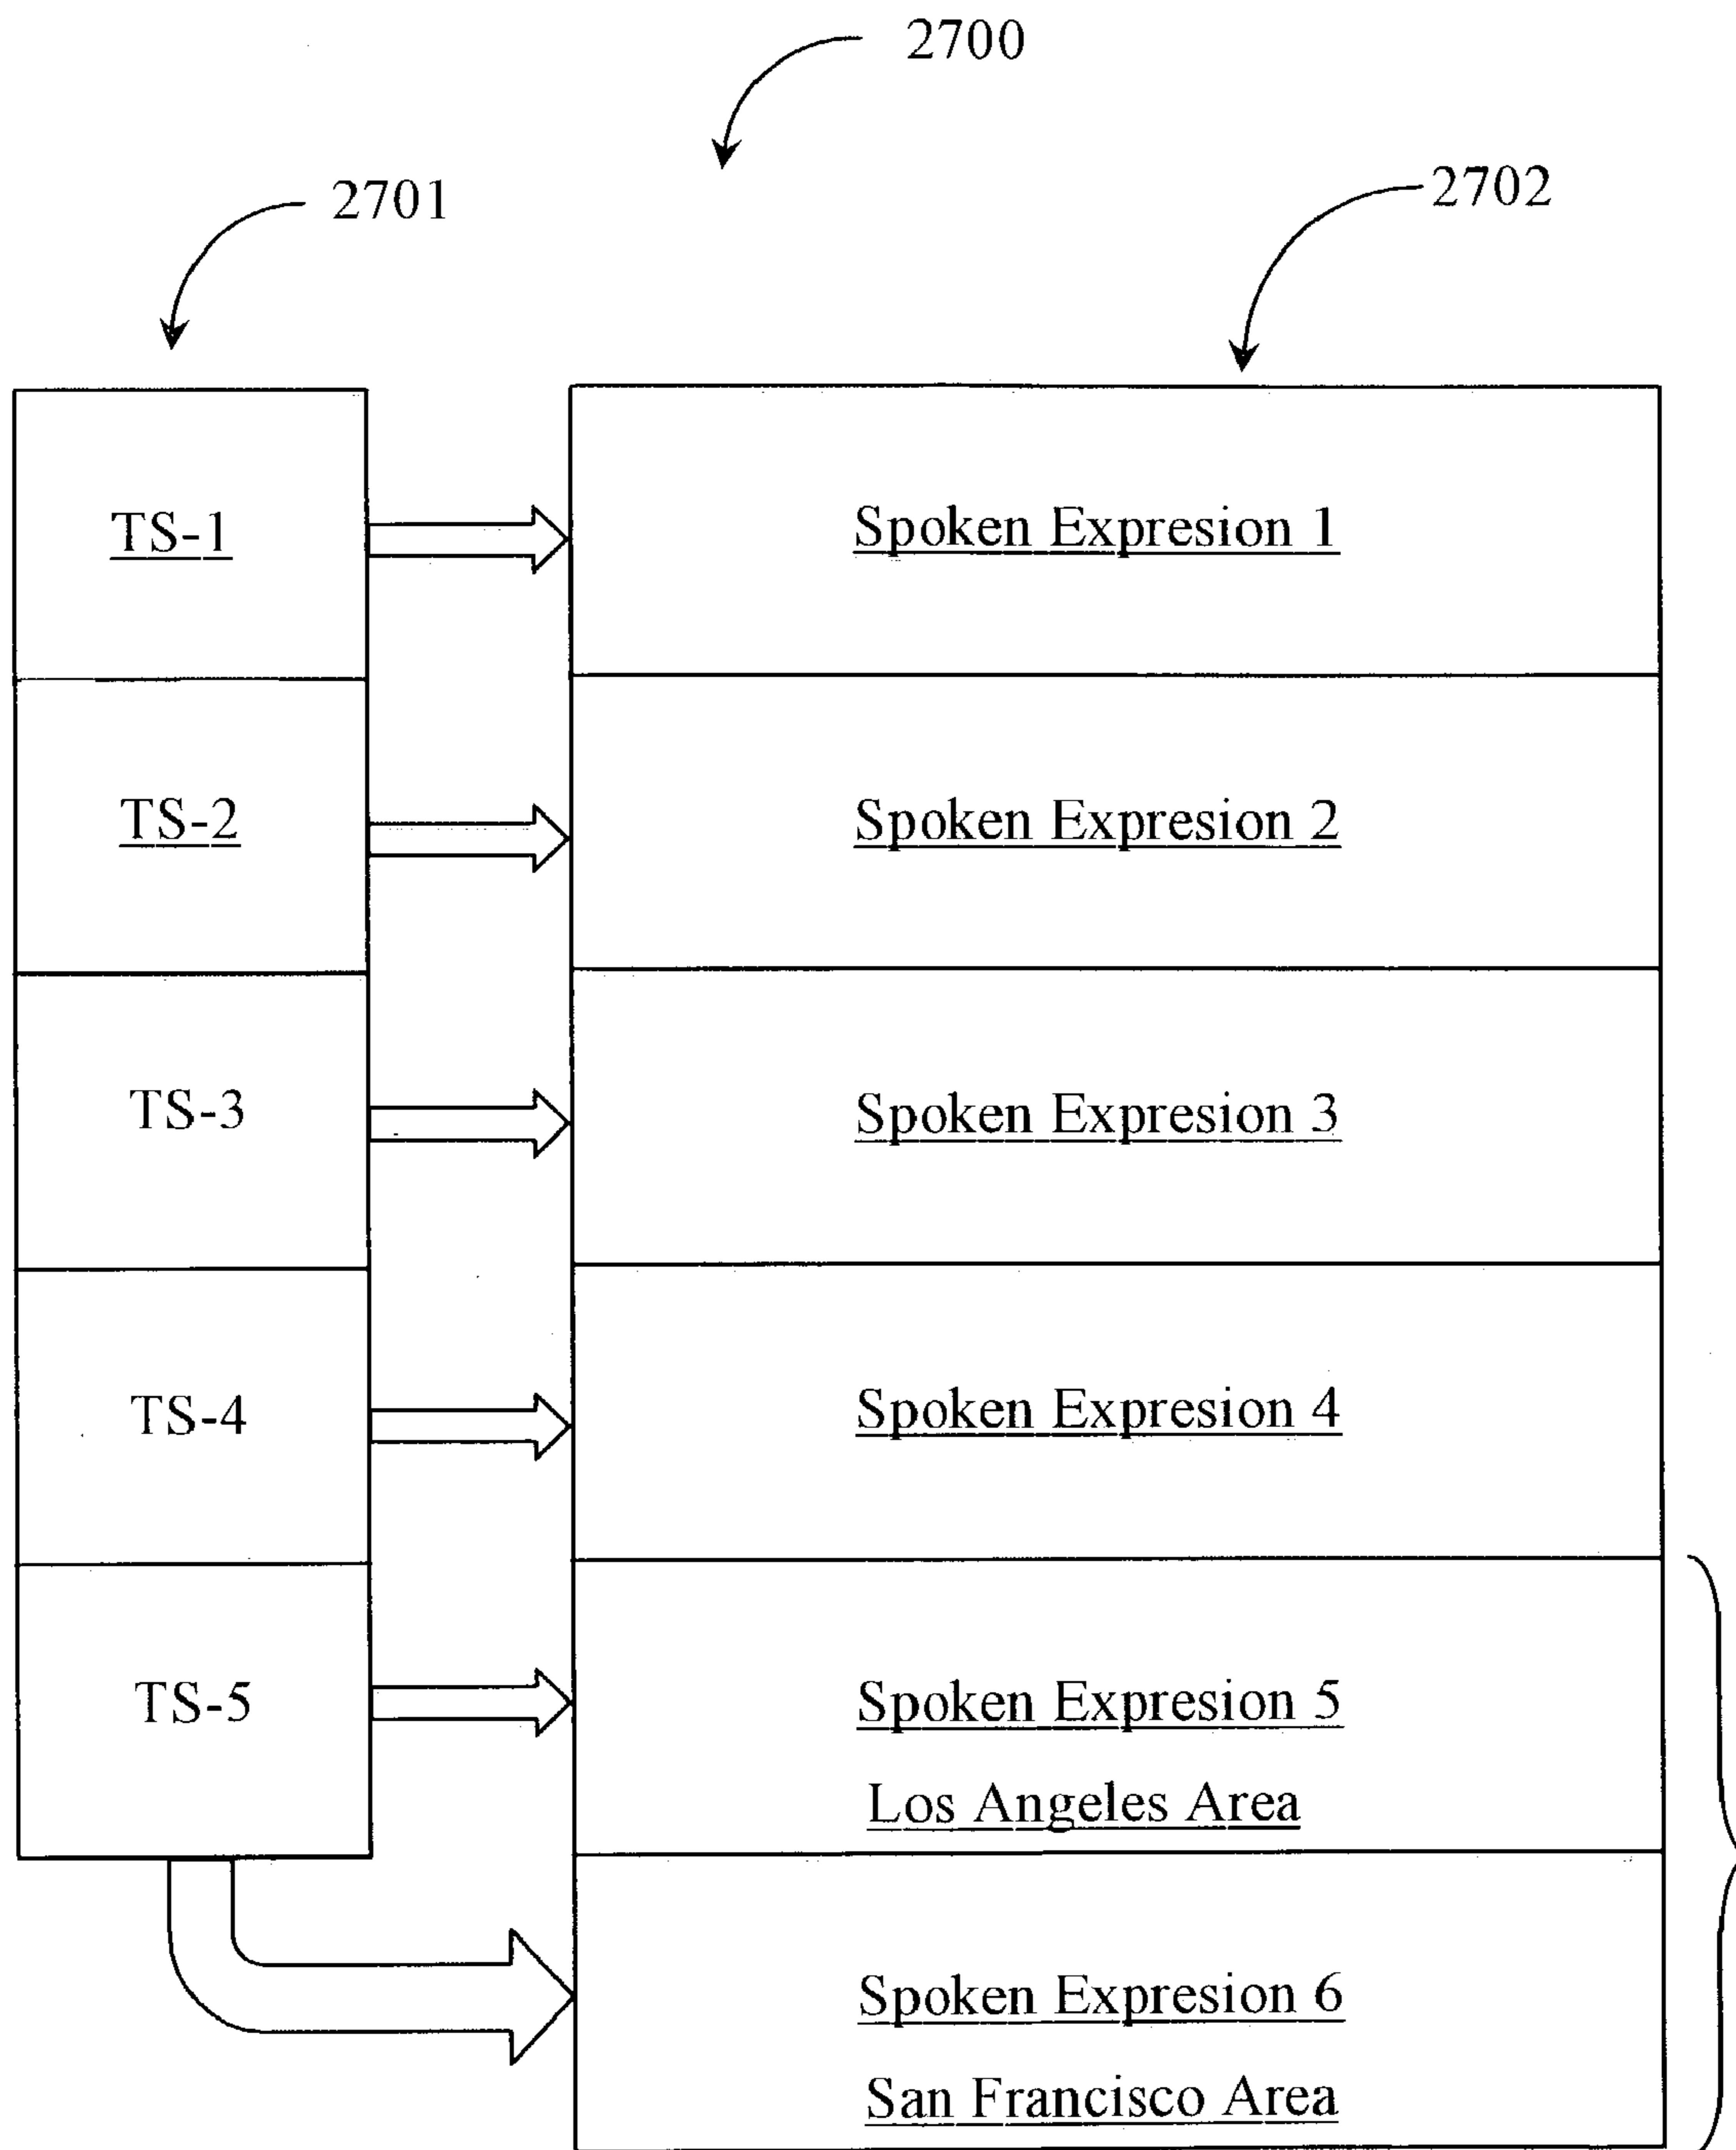 2700
2701
2702
TS-1
Spoken Expresion 1
TS-2
Spoken Expresion 2
TS-3
Spoken Expresion 3
TS-4
Spoken Expresion 4
TS-5
Spoken Expresion 5
Los Angeles Area
Spoken Expresion 6
San Francisco Area